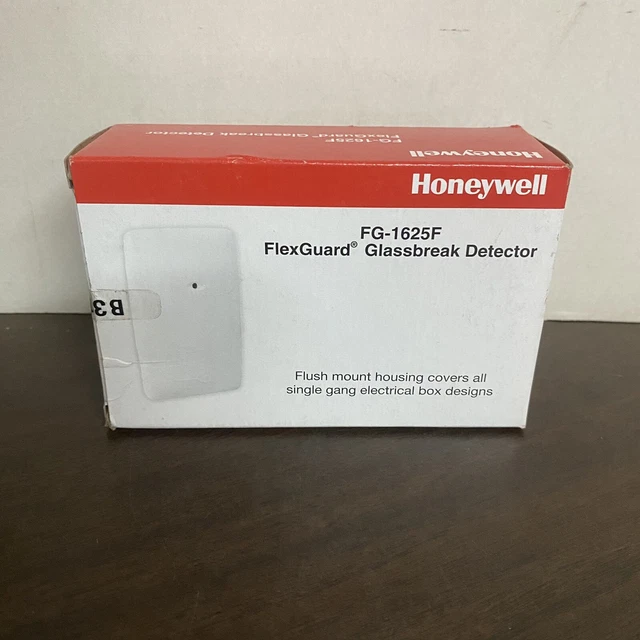 FG-1625F
FlexGuard® Glassbreak Detector
Honeywell
Honeywell
FG-1625F
FlexGuard® Glassbreak Detector
B3
Flush mount housing covers all
single gang electrical box designs